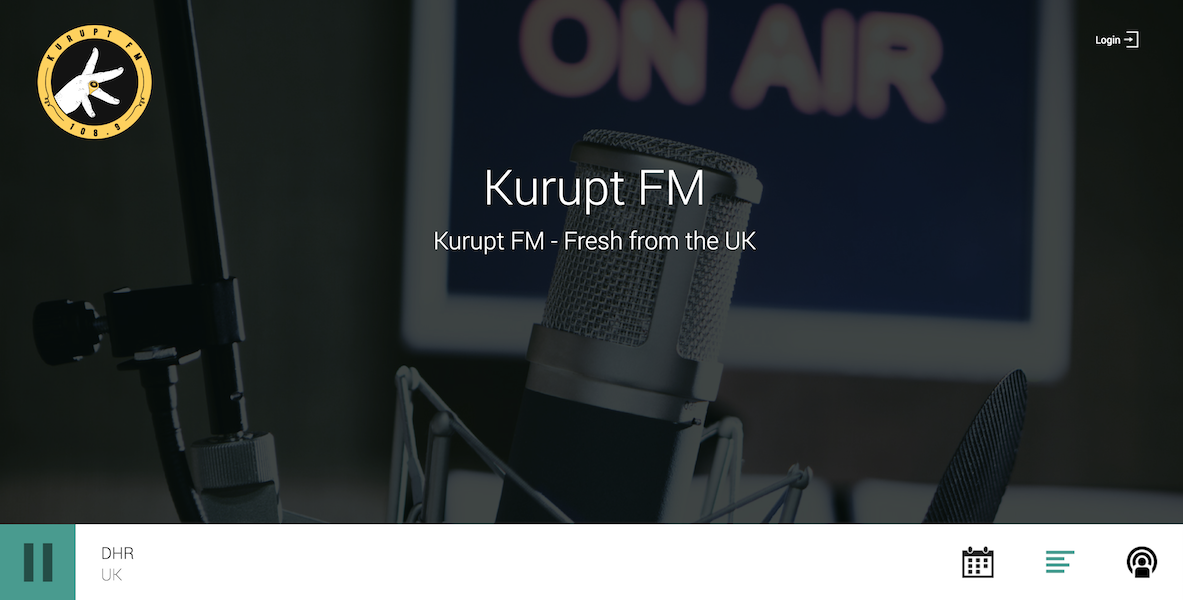 KURUPT FM
108.9
Login
ON AIR
Kurupt FM
Kurupt FM - Fresh from the UK
DHR
UK